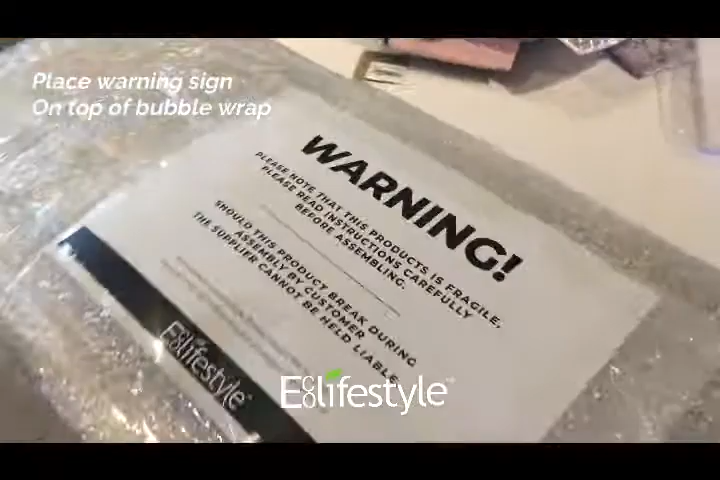 Place warning sign
On top of bubble wrap
WARNING!
PLEASE NOTE THAT THIS PRODUCTS IS FRAGILE,
PLEASE READ INSTRUCTIONS CAREFULLY
BEFORE ASSEMBLING.
SHOULD THIS PRODUCT BREAK DURING
ASSEMBLY BY CUSTOMER
THE SUPPLIER CANNOT BE HELD LIABLE.
Ecolifestyle
Ecolifestyle